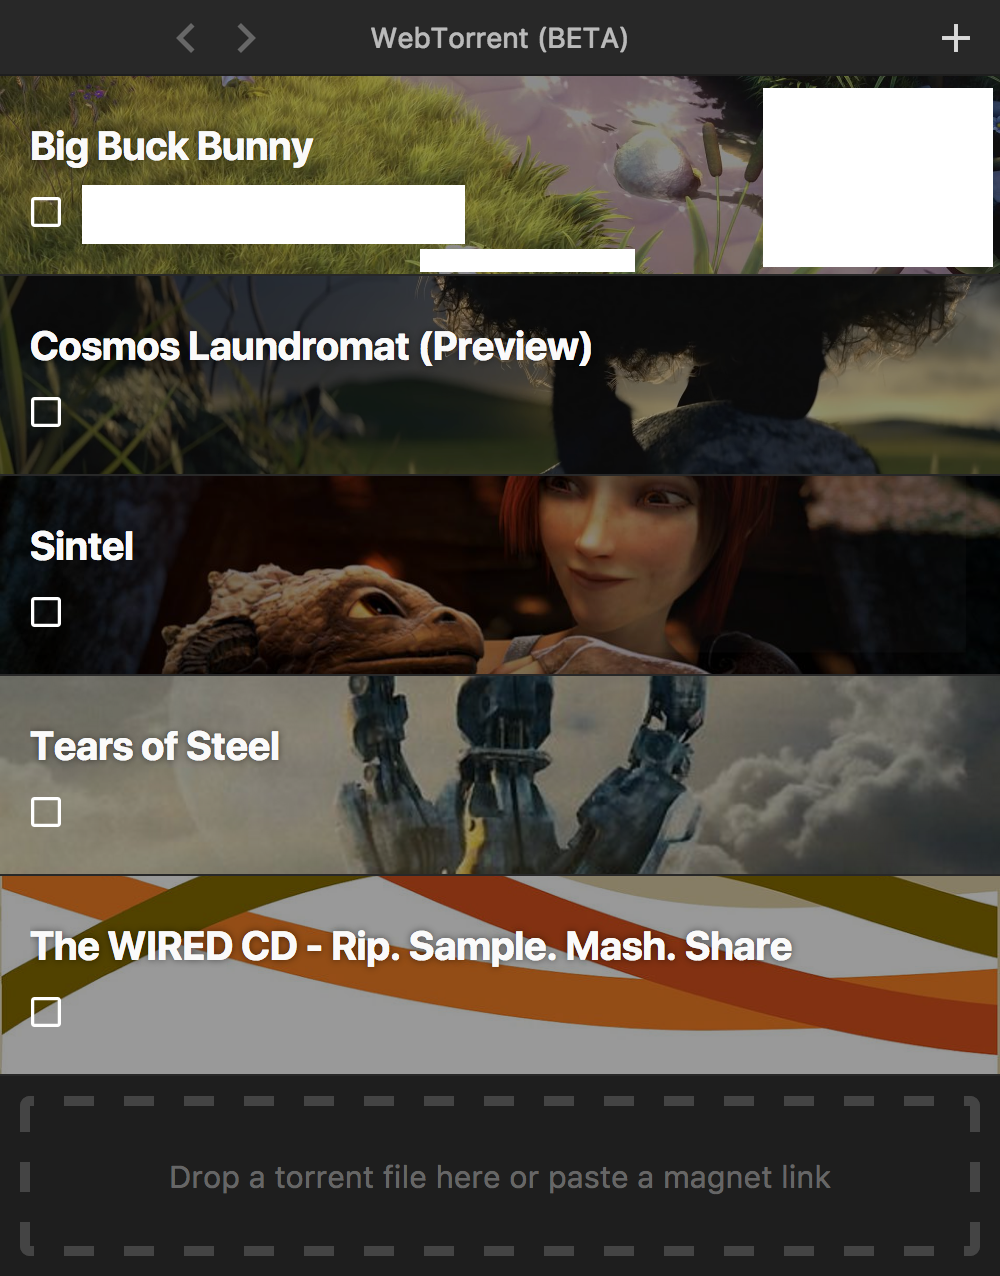 WebTorrent (BETA)
Big Buck Bunny
Cosmos Laundromat (Preview)
Sintel
Tears of Steel
The WIRED CD - Rip. Sample. Mash. Share
Drop a torrent file here or paste a magnet link